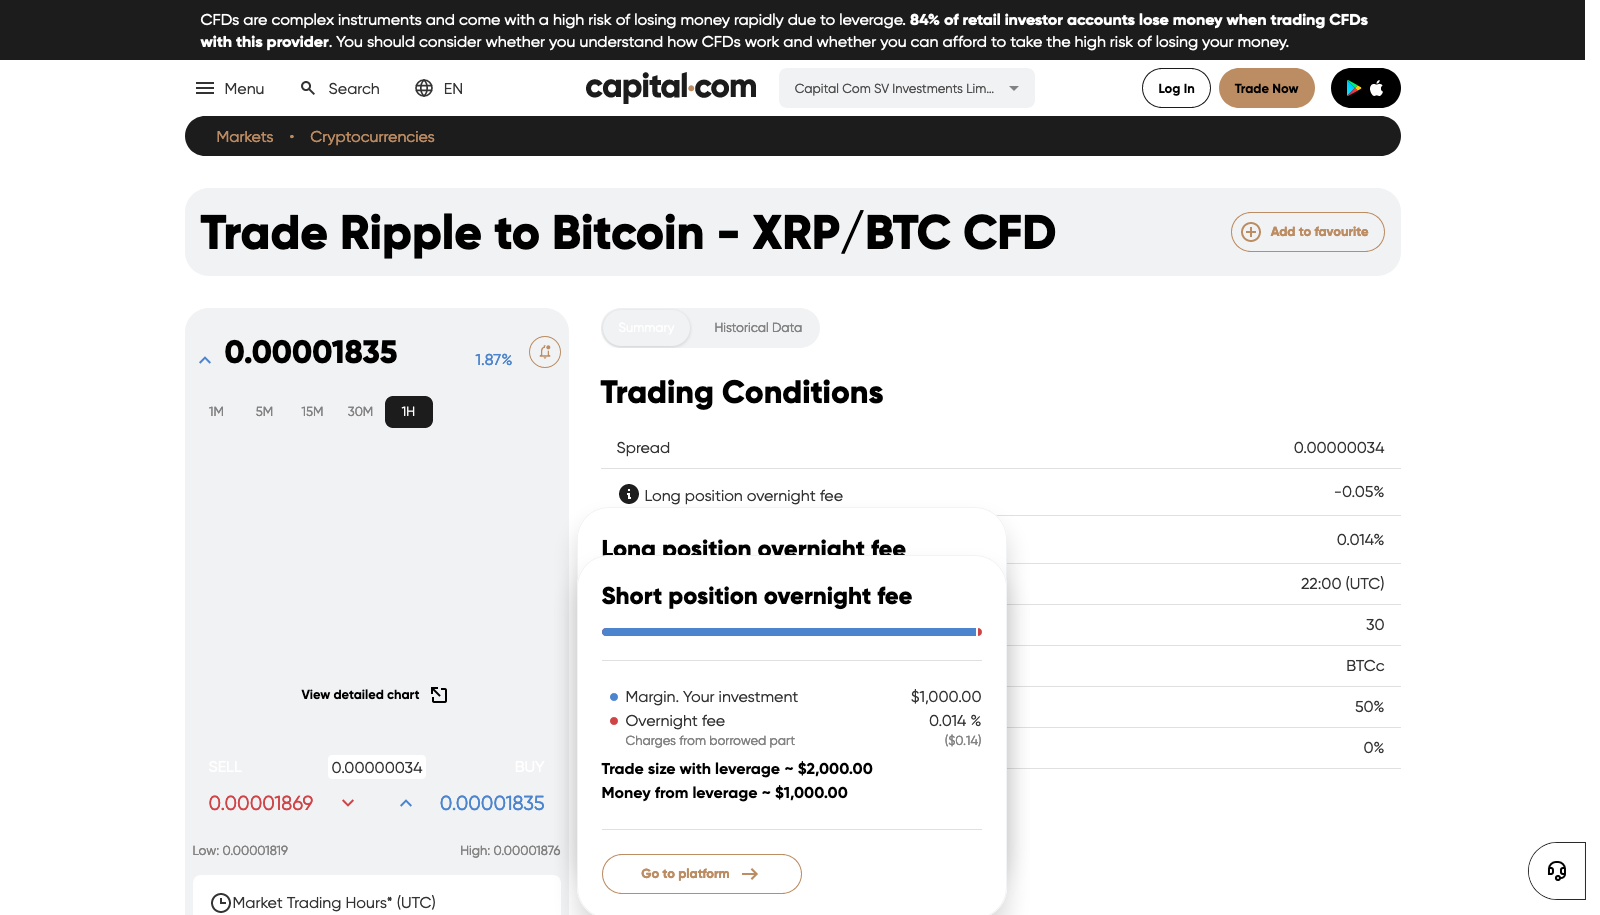 CFDs are complex instruments and come with a high risk of losing money rapidly due to leverage. 84% of retail investor accounts lose money when trading CFDs
with this provider. You should consider whether you understand how CFDs work and whether you can afford to take the high risk of losing your money.
Menu
Search
EN
capital.com
Capital Com SV Investments Lim...
Log In
Trade Now
Markets • Cryptocurrencies
Trade Ripple to Bitcoin - XRP/BTC CFD
Add to favourite
0.00001835
1.87%
1M 5M 15M 30M 1H
View detailed chart
SELL
0.00000034
BUY
0.00001869
0.00001835
Low: 0.00001819
High: 0.00001876
Market Trading Hours* (UTC)
Summary
Historical Data
Trading Conditions
Spread 0.00000034
Long position overnight fee -0.05%
0.014%
22:00 (UTC)
30
BTCc
50%
0%
Long position overnight fee
Short position overnight fee
Margin. Your investment $1,000.00
Overnight fee 0.014 %
Charges from borrowed part ($0.14)
Trade size with leverage ~ $2,000.00
Money from leverage ~ $1,000.00
Go to platform